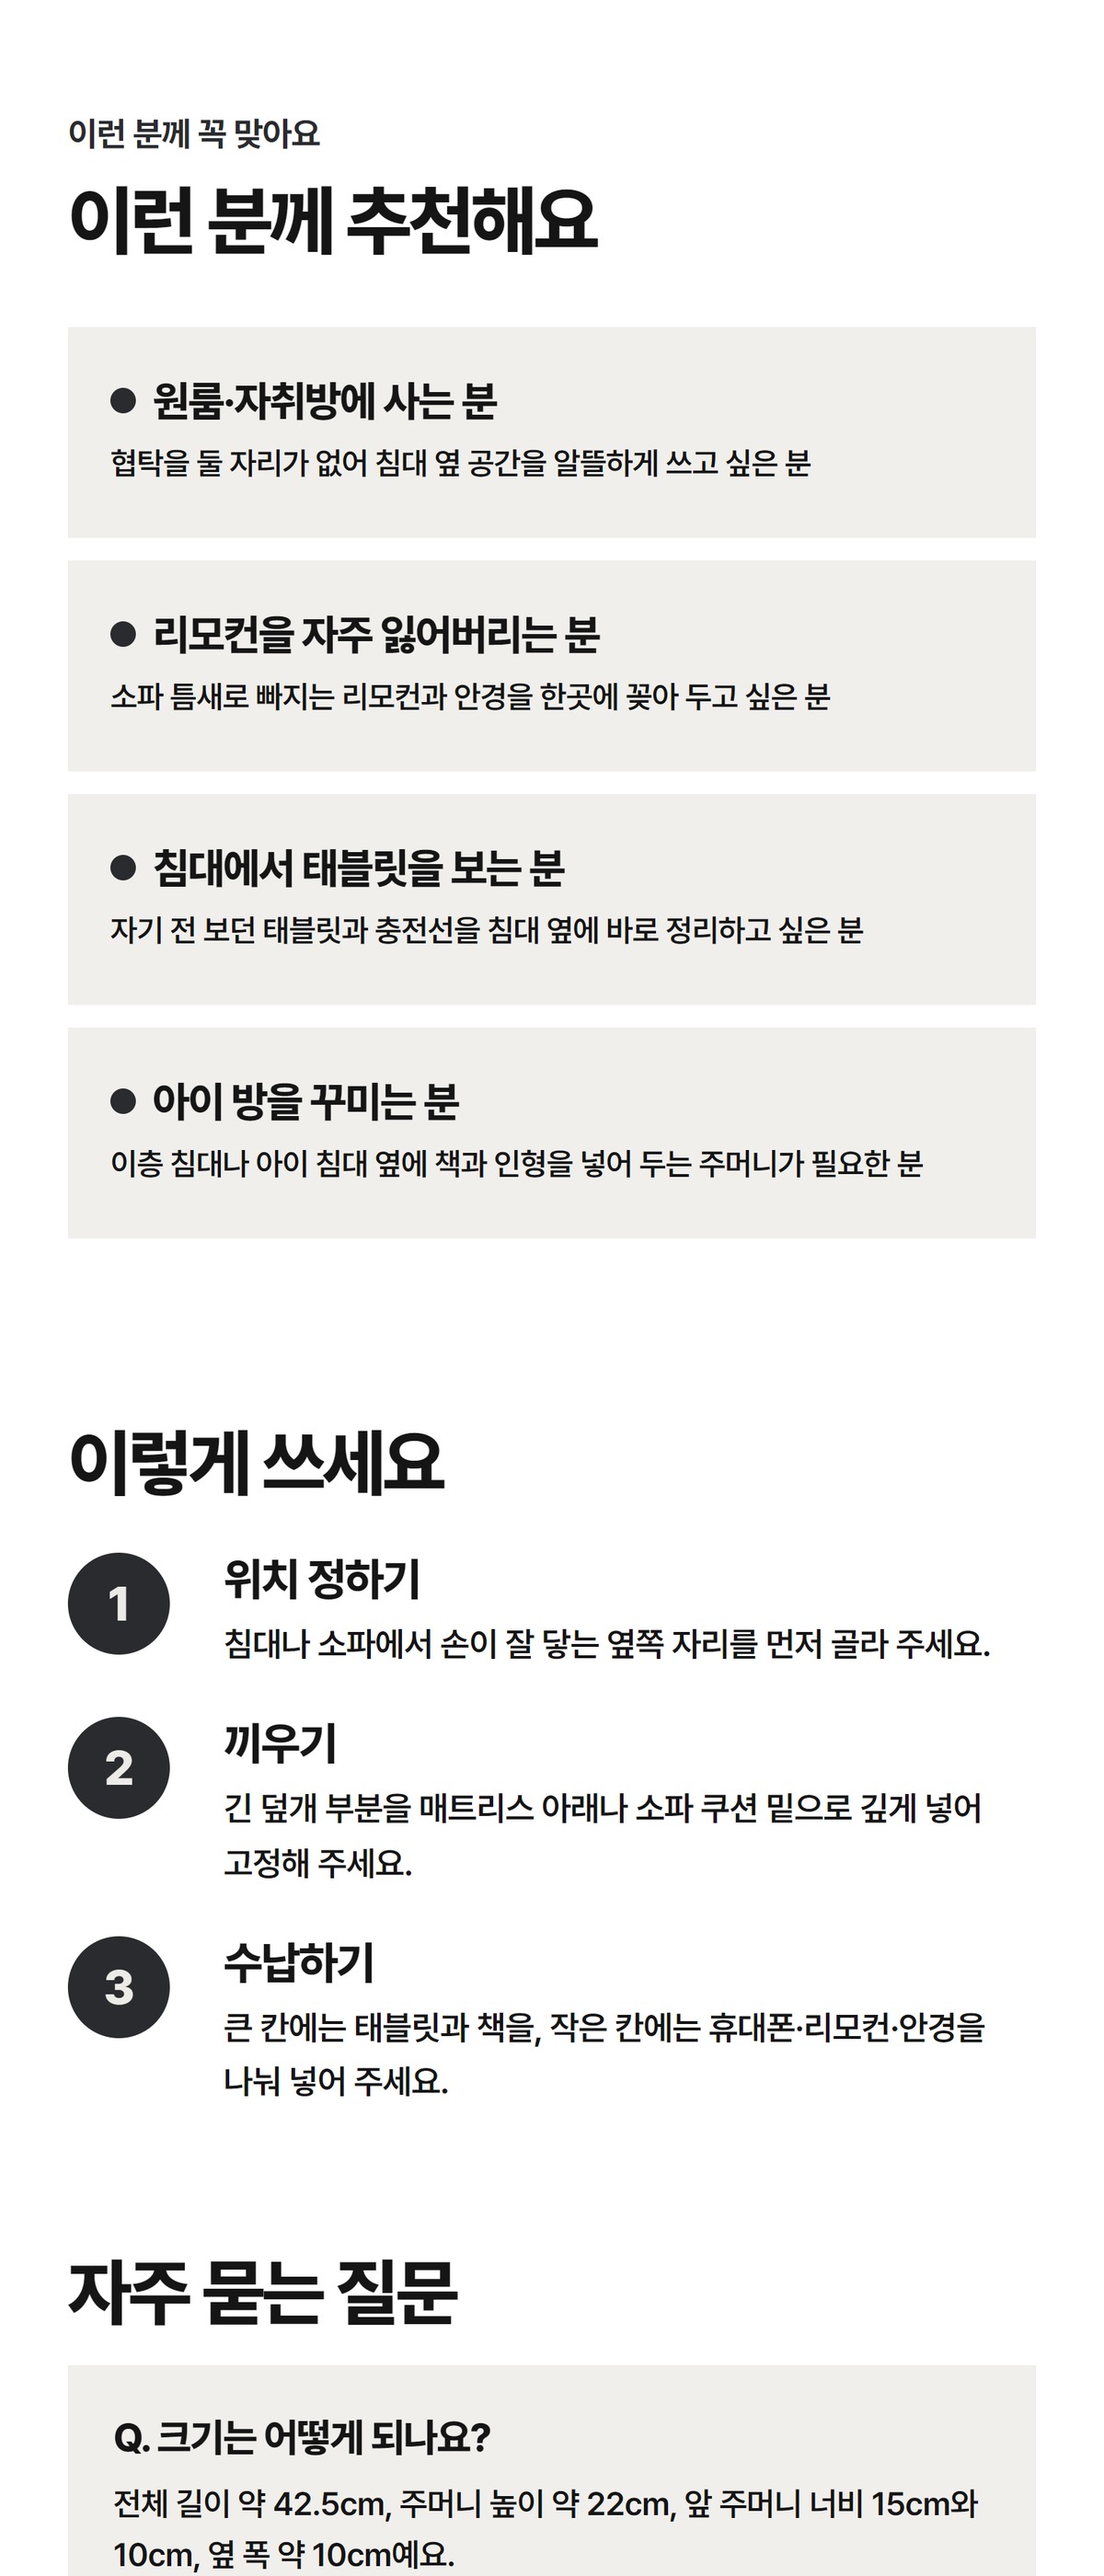 이런 분께 꼭 맞아요
이런 분께 추천해요
원룸·자취방에 사는 분
협탁을 둘 자리가 없어 침대 옆 공간을 알뜰하게 쓰고 싶은 분
리모컨을 자주 잃어버리는 분
소파 틈새로 빠지는 리모컨과 안경을 한곳에 꽂아 두고 싶은 분
침대에서 태블릿을 보는 분
자기 전 보던 태블릿과 충전선을 침대 옆에 바로 정리하고 싶은 분
아이 방을 꾸미는 분
이층 침대나 아이 침대 옆에 책과 인형을 넣어 두는 주머니가 필요한 분
이렇게 쓰세요
1
위치 정하기
침대나 소파에서 손이 잘 닿는 옆쪽 자리를 먼저 골라 주세요.
2
끼우기
긴 덮개 부분을 매트리스 아래나 소파 쿠션 밑으로 깊게 넣어
고정해 주세요.
3
수납하기
큰 칸에는 태블릿과 책을, 작은 칸에는 휴대폰·리모컨·안경을
나눠 넣어 주세요.
자주 묻는 질문
Q. 크기는 어떻게 되나요?
전체 길이 약 42.5cm, 주머니 높이 약 22cm, 앞 주머니 너비 15cm와
10cm, 옆 폭 약 10cm예요.